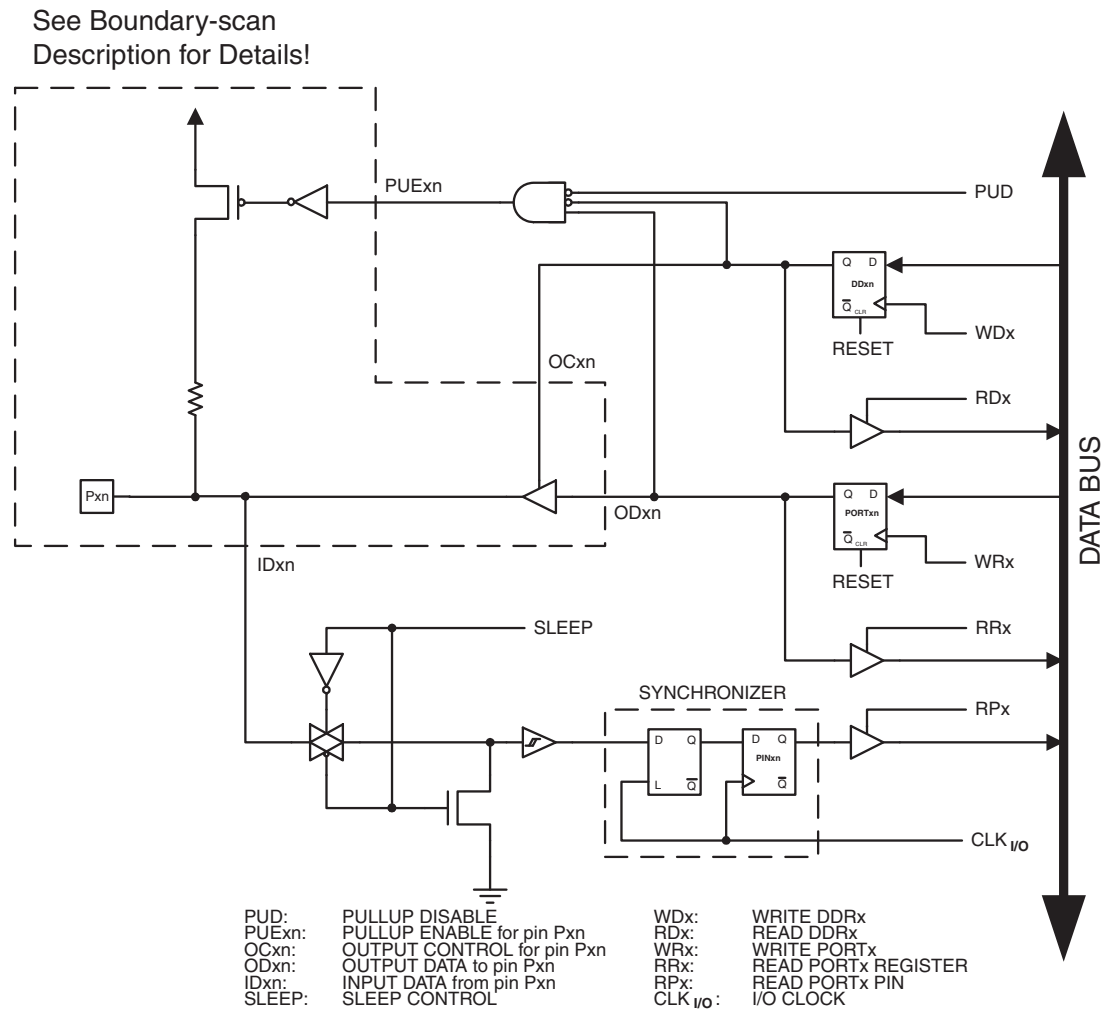 See Boundary-scan
Description for Details!
PUExn
PUD
Q D
DDxn
Q CLR
WDx
RESET
OCxn
RDx
Pxn
ODxn
Q D
PORTxn
Q CLR
WRx
RESET
IDxn
DATA BUS
SLEEP
RRx
SYNCHRONIZER
RPx
D Q
L Q
D Q
PINxn
Q
CLK I/O
PUD: PULLUP DISABLE
PUExn: PULLUP ENABLE for pin Pxn
OCxn: OUTPUT CONTROL for pin Pxn
ODxn: OUTPUT DATA to pin Pxn
IDxn: INPUT DATA from pin Pxn
SLEEP: SLEEP CONTROL
WDx: WRITE DDRx
RDx: READ DDRx
WRx: WRITE PORTx
RRx: READ PORTx REGISTER
RPx: READ PORTx PIN
CLK I/O: I/O CLOCK